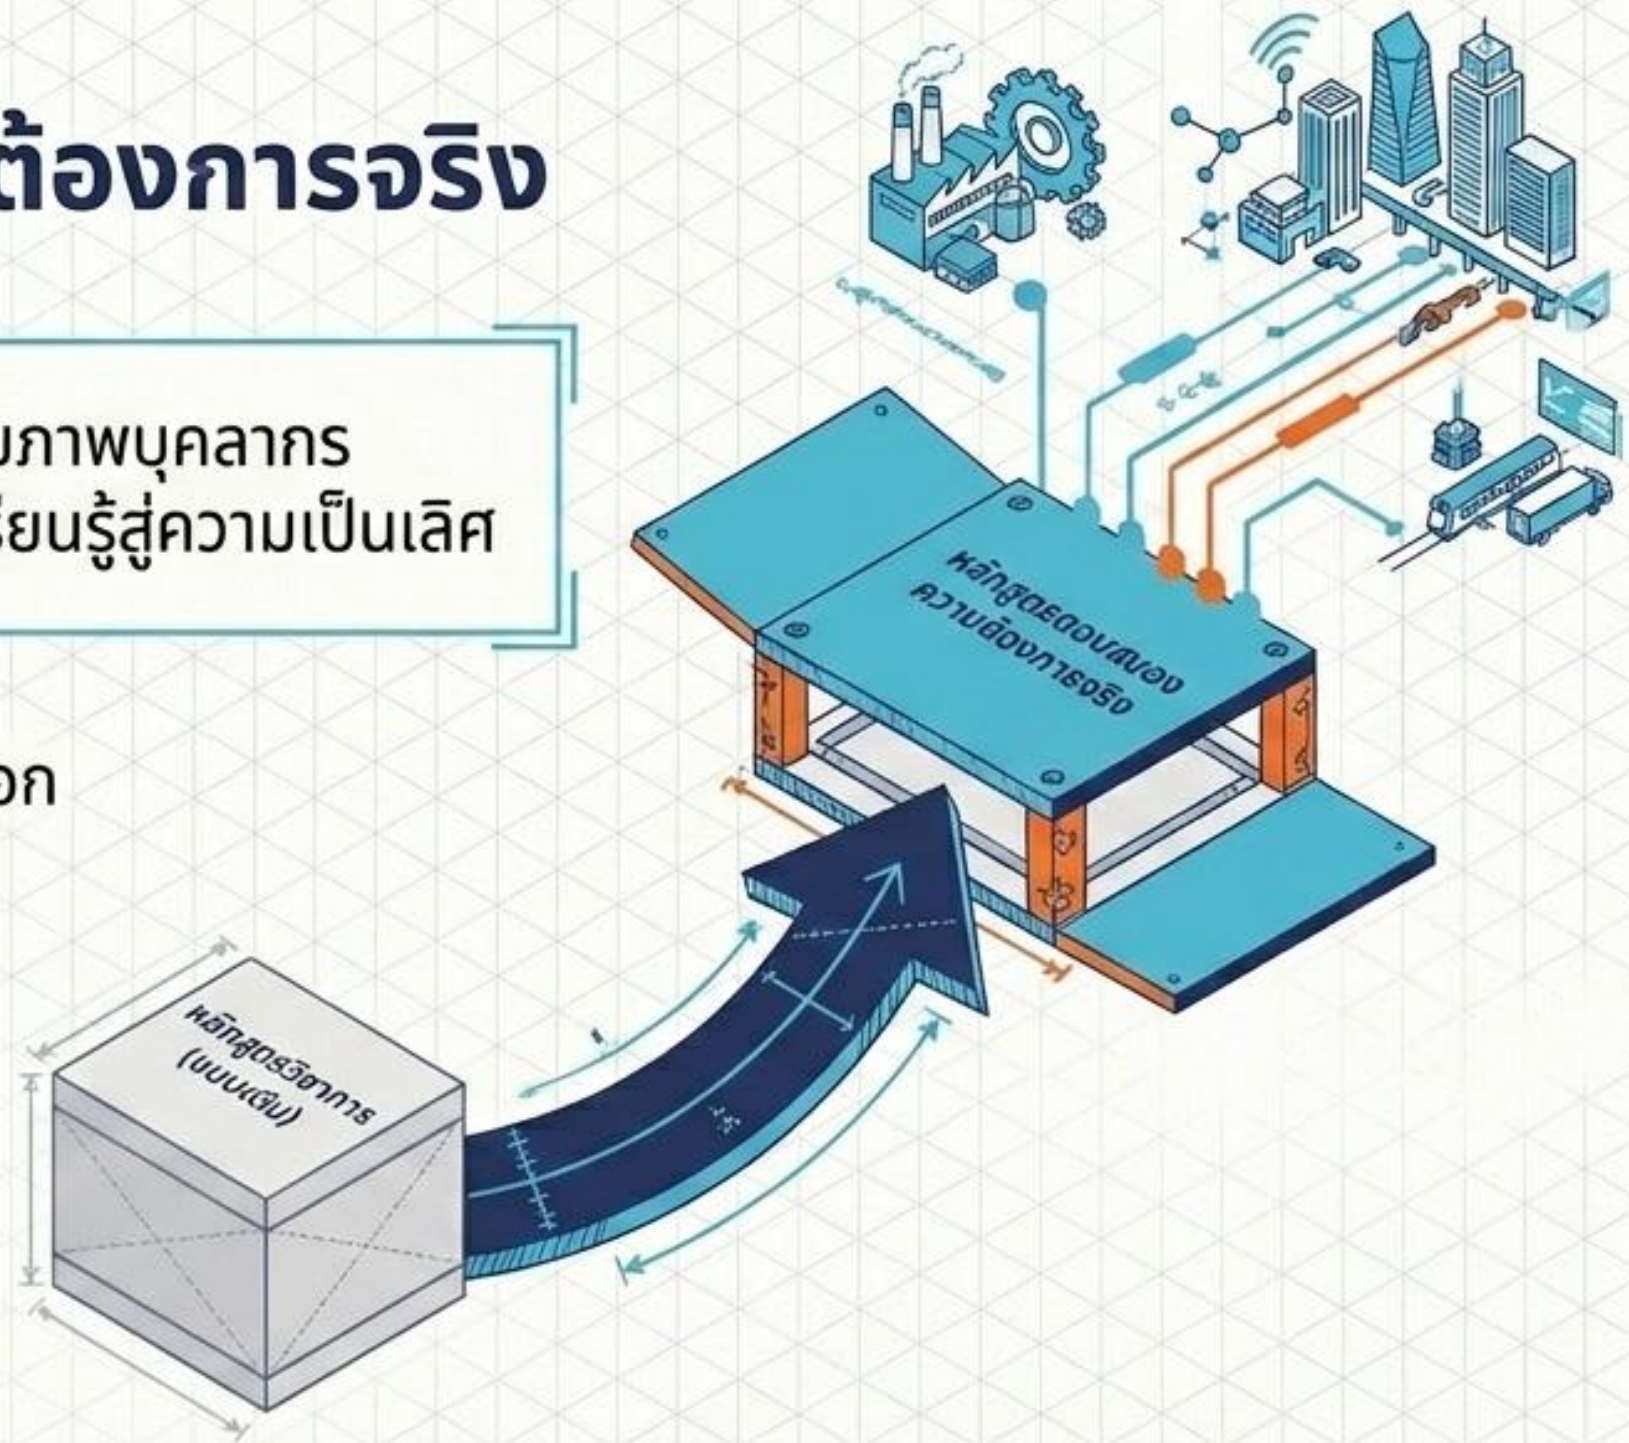 ต้องการจริง
ภาพบุคลากร
รียนรู้สู่ความเป็นเลิศ
อก
หลักสูตรตอบสนอง
ความต้องการจริง
หลักสูตรวิชาการ
(แบบเดิม)